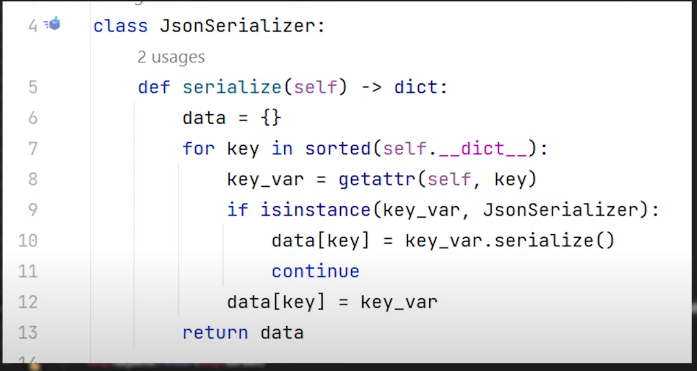 4 class JsonSerializer:
2 usages
5 def serialize(self) -> dict:
6 data = {}
7 for key in sorted(self.__dict__):
8 key_var = getattr(self, key)
9 if isinstance(key_var, JsonSerializer):
10 data[key] = key_var.serialize()
11 continue
12 data[key] = key_var
13 return data
14